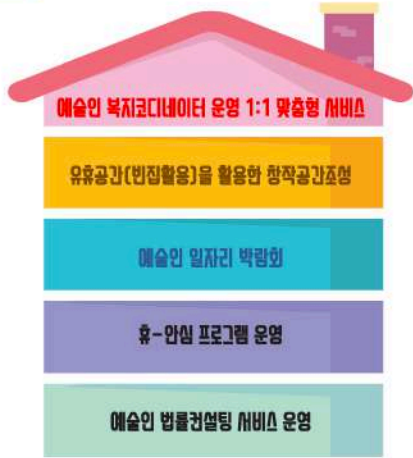 예술인 복지코디네이터 운영 1:1 맞춤형 서비스
유휴공간(빈집활용)을 활용한 창작공간조성
예술인 일자리 박람회
휴-안심 프로그램 운영
예술인 법률컨설팅 서비스 운영